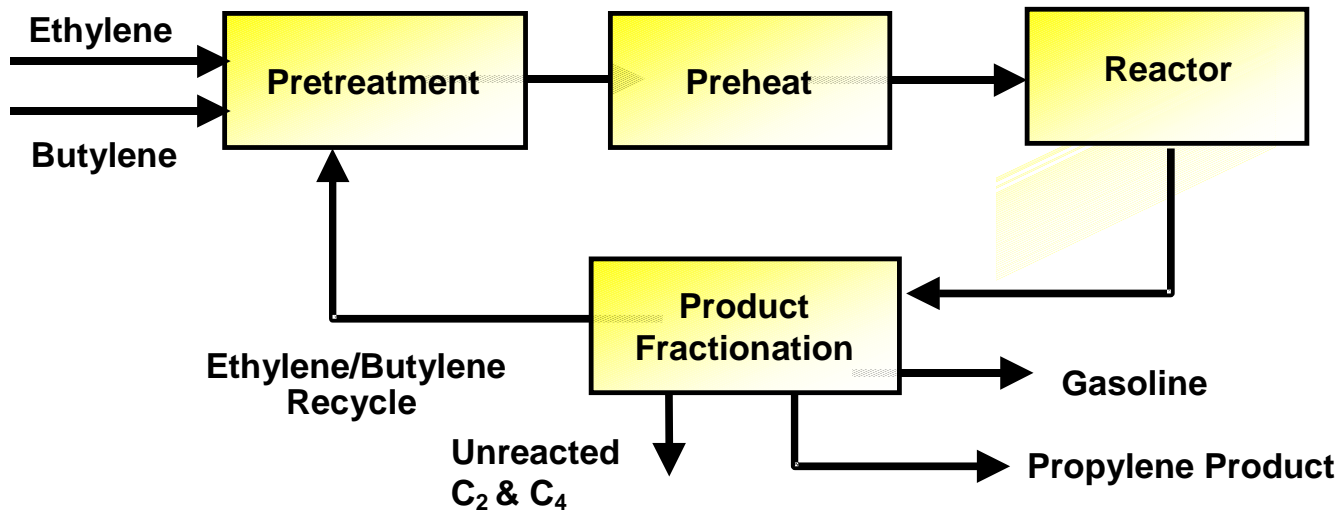 Ethylene
Butylene
Pretreatment
Preheat
Reactor
Product
Fractionation
Ethylene/Butylene
Recycle
Unreacted
C₂ & C₄
Gasoline
Propylene Product